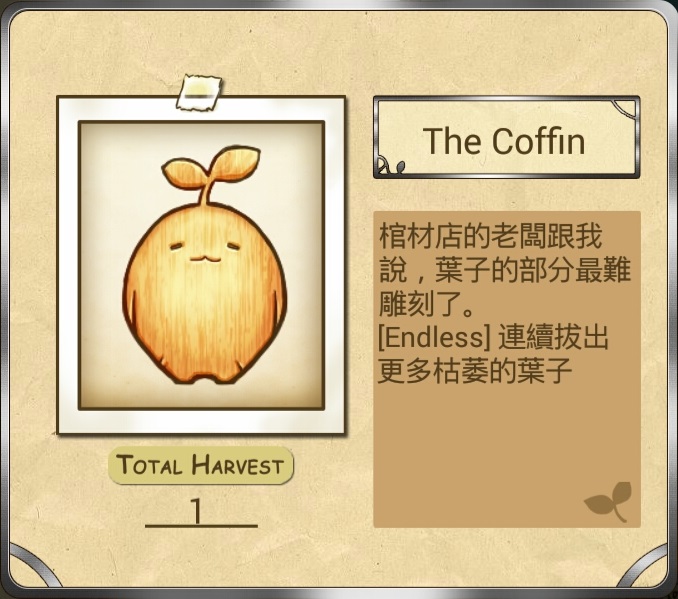 The Coffin
棺材店的老闆跟我
說，葉子的部分最難
雕刻了。
[Endless] 連續拔出
更多枯萎的葉子
TOTAL HARVEST
1